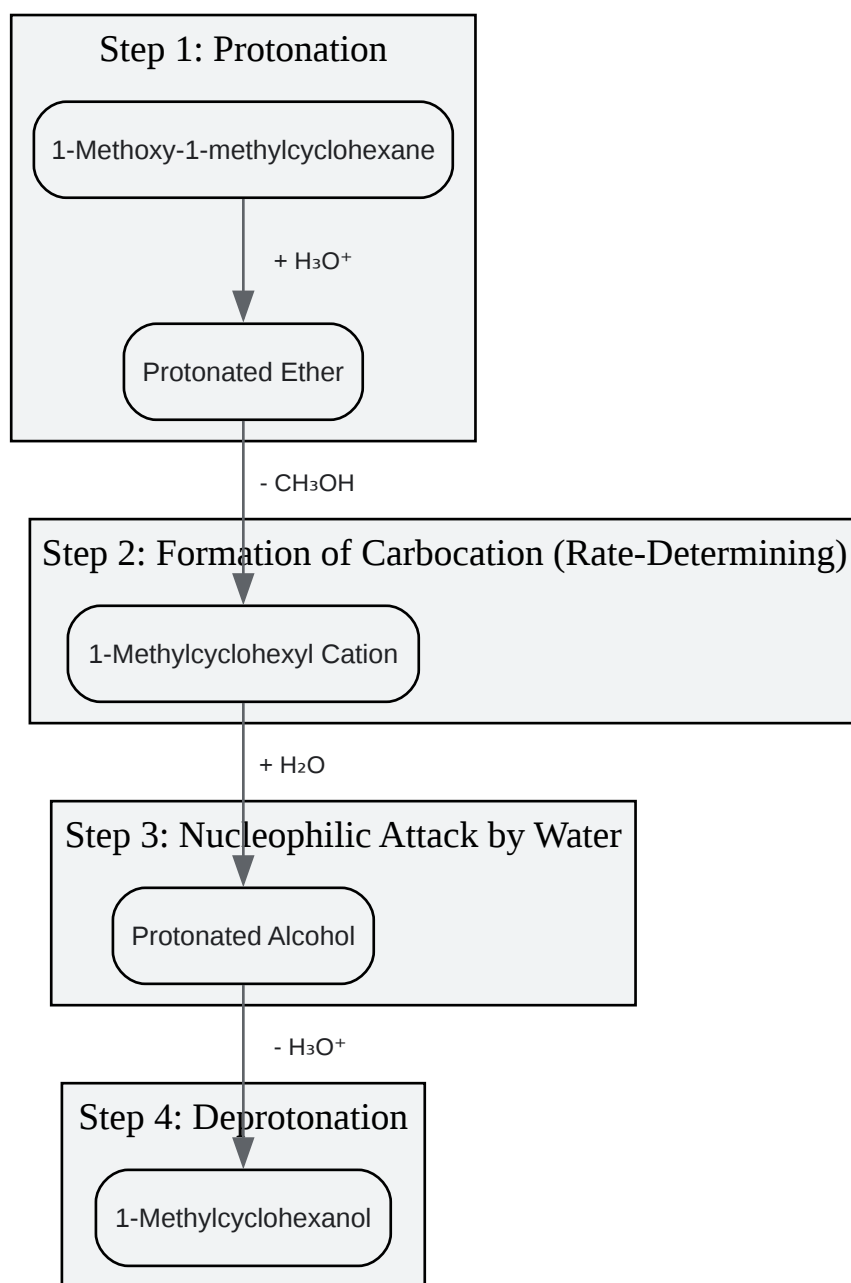 Step 1: Protonation
1-Methoxy-1-methylcyclohexane
+ H₃O⁺
Protonated Ether
- CH₃OH
Step 2: Formation of Carbocation (Rate-Determining)
1-Methylcyclohexyl Cation
+ H₂O
Step 3: Nucleophilic Attack by Water
Protonated Alcohol
- H₃O⁺
Step 4: Deprotonation
1-Methylcyclohexanol